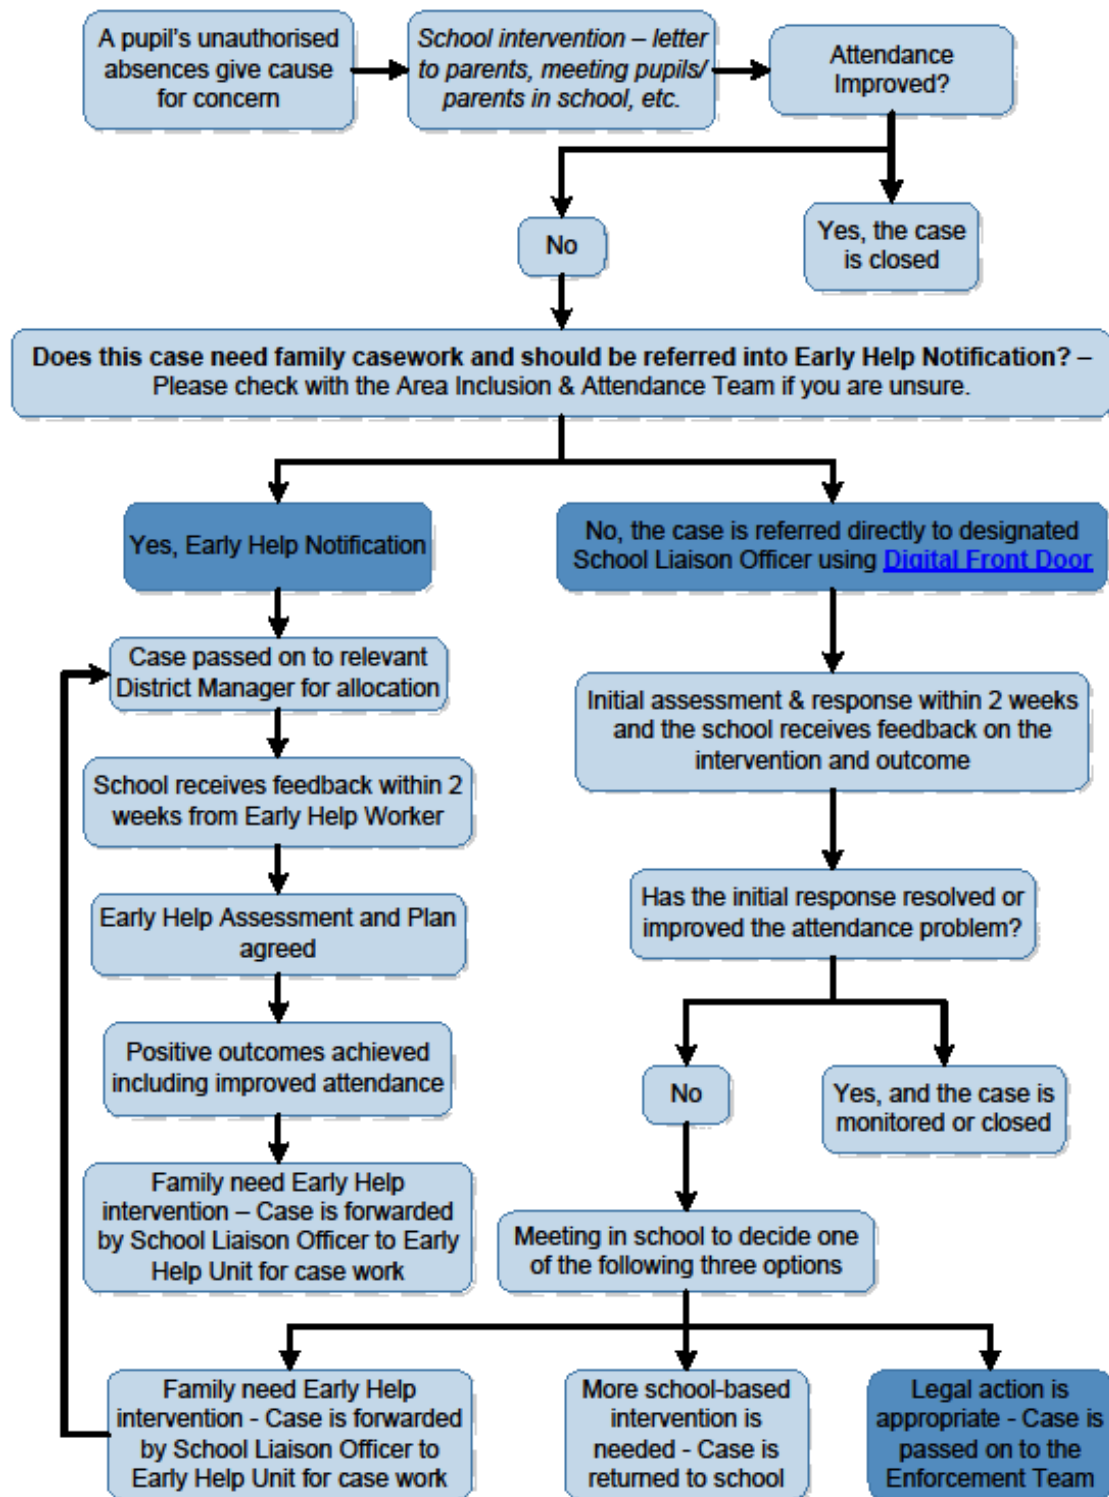 A pupil's unauthorised
absences give cause
for concern
School intervention – letter
to parents, meeting pupils/
parents in school, etc.
Attendance
Improved?
No
Yes, the case
is closed
Does this case need family casework and should be referred into Early Help Notification? –
Please check with the Area Inclusion & Attendance Team if you are unsure.
Yes, Early Help Notification
No, the case is referred directly to designated
School Liaison Officer using Digital Front Door
Case passed on to relevant
District Manager for allocation
Initial assessment & response within 2 weeks
and the school receives feedback on the
intervention and outcome
School receives feedback within 2
weeks from Early Help Worker
Has the initial response resolved or
improved the attendance problem?
Early Help Assessment and Plan
agreed
Positive outcomes achieved
including improved attendance
No
Yes, and the case is
monitored or closed
Family need Early Help
intervention – Case is forwarded
by School Liaison Officer to Early
Help Unit for case work
Meeting in school to decide one
of the following three options
Family need Early Help
intervention - Case is forwarded
by School Liaison Officer to
Early Help Unit for case work
More school-based
intervention is
needed - Case is
returned to school
Legal action is
appropriate - Case is
passed on to the
Enforcement Team